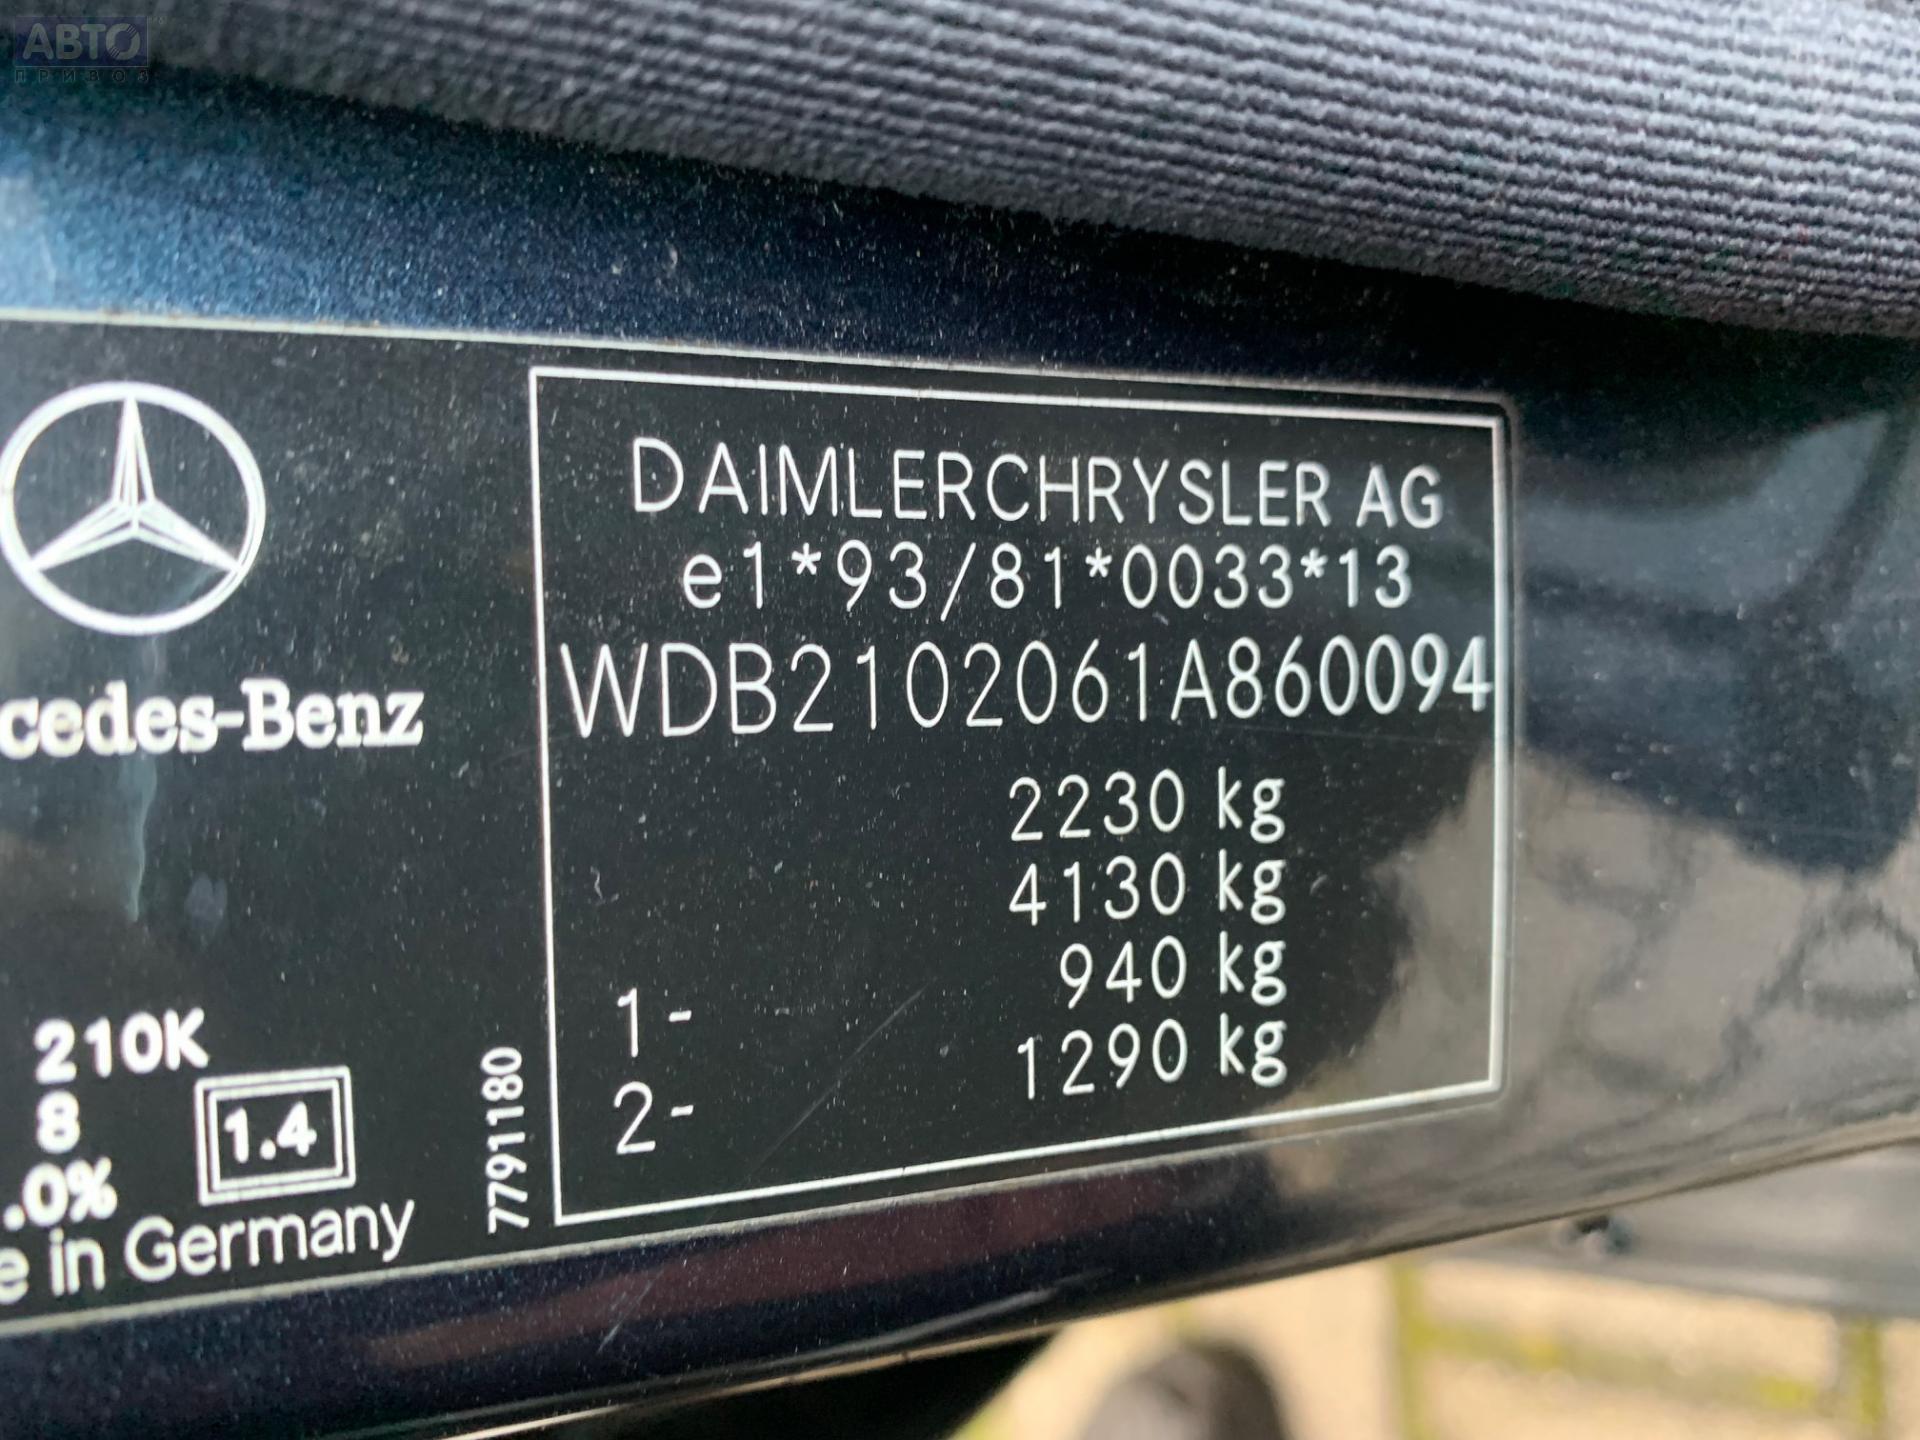 АВТО
ПРИВОЗ
cedes-Benz
210K
8
.0%
1.4
e in Germany
7791180
DAIMLERCHRYSLER AG
e1*93/81*0033*13
WDB2102061A860094
2230 kg
4130 kg
1- 940 kg
2- 1290 kg